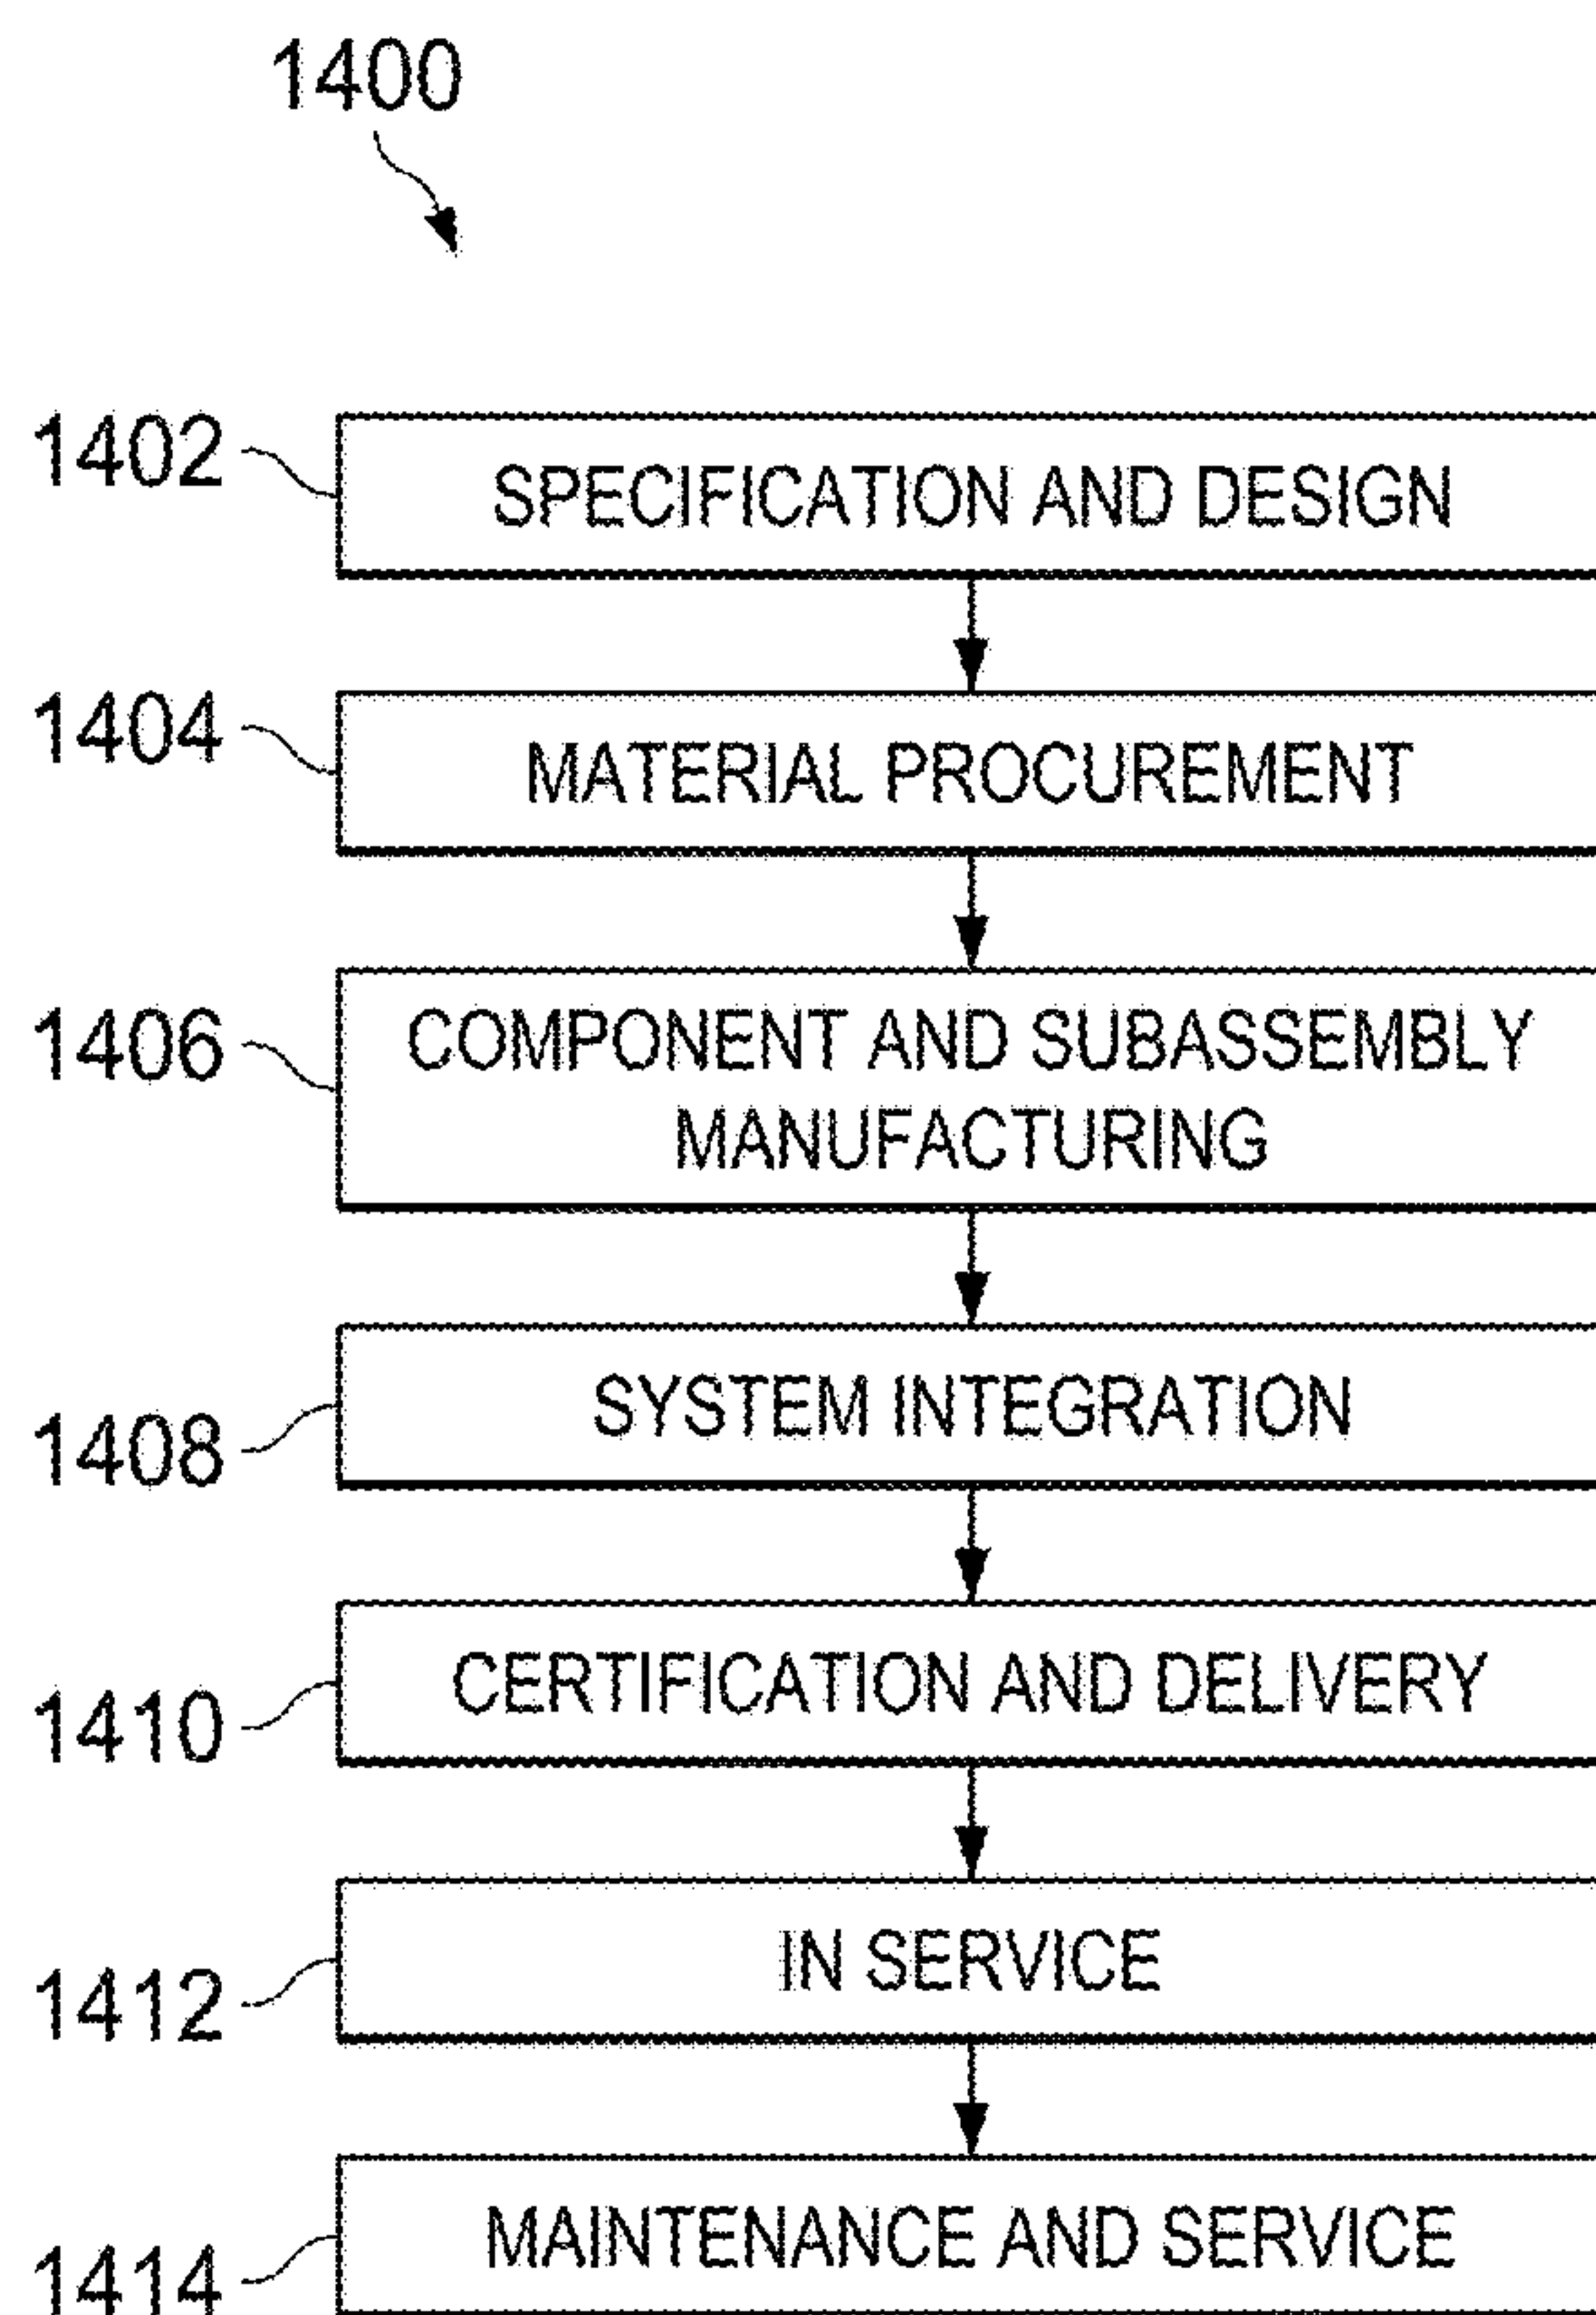 1400
1402
SPECIFICATION AND DESIGN
1404
MATERIAL PROCUREMENT
1406
COMPONENT AND SUBASSEMBLY
MANUFACTURING
1408
SYSTEM INTEGRATION
1410
CERTIFICATION AND DELIVERY
1412
IN SERVICE
1414
MAINTENANCE AND SERVICE